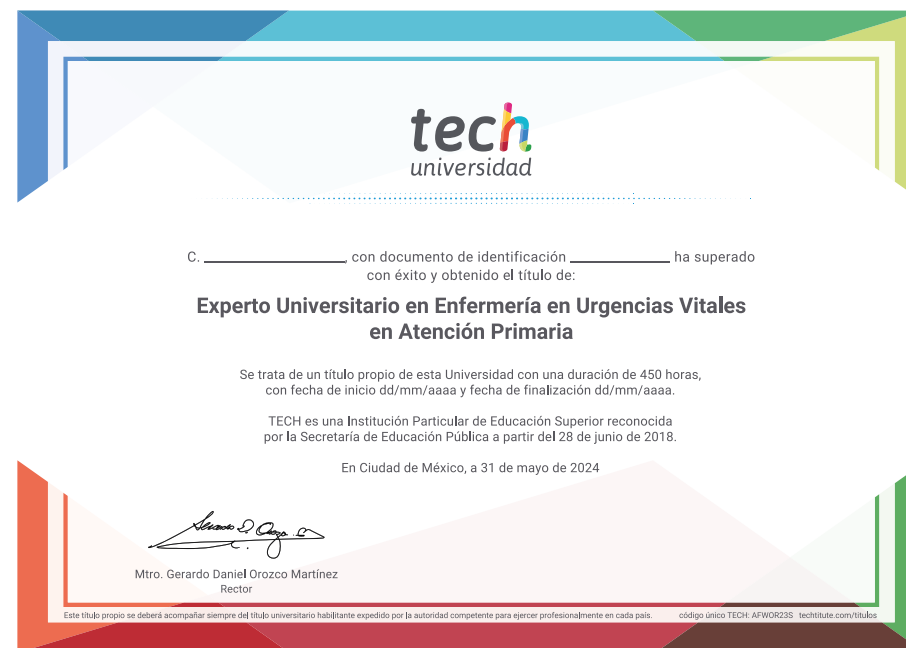 tech
universidad
C. ____________, con documento de identificación ____________ ha superado
con éxito y obtenido el título de:
Experto Universitario en Enfermería en Urgencias Vitales
en Atención Primaria
Se trata de un título propio de esta Universidad con una duración de 450 horas,
con fecha de inicio dd/mm/aaaa y fecha de finalización dd/mm/aaaa.
TECH es una Institución Particular de Educación Superior reconocida
por la Secretaría de Educación Pública a partir del 28 de junio de 2018.
En Ciudad de México, a 31 de mayo de 2024
Mtro. Gerardo Daniel Orozco Martínez
Rector
Este título propio se deberá acompañar siempre del título universitario habilitante expedido por la autoridad competente para ejercer profesionalmente en cada país. código único TECH: AFWOR23S techtitute.com/titulos